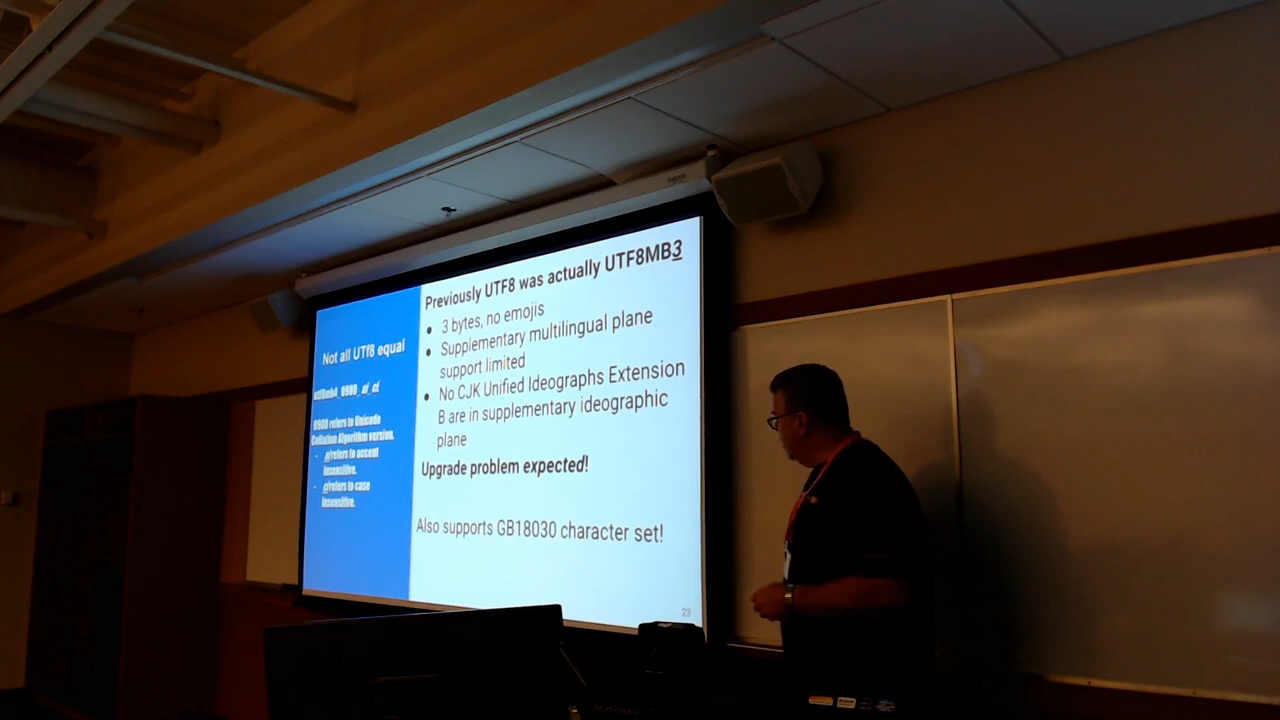 Not all UTf8 equal
utf8mb4_0900_ai_ci
0900 refers to Unicode
Collation Algorithm version.
- ai refers to accent
insensitive.
- ci refers to case
insensitive.
Previously UTF8 was actually UTF8MB3
● 3 bytes, no emojis
● Supplementary multilingual plane
support limited
● No CJK Unified Ideographs Extension
B are in supplementary ideographic
plane
Upgrade problem expected!
Also supports GB18030 character set!
23